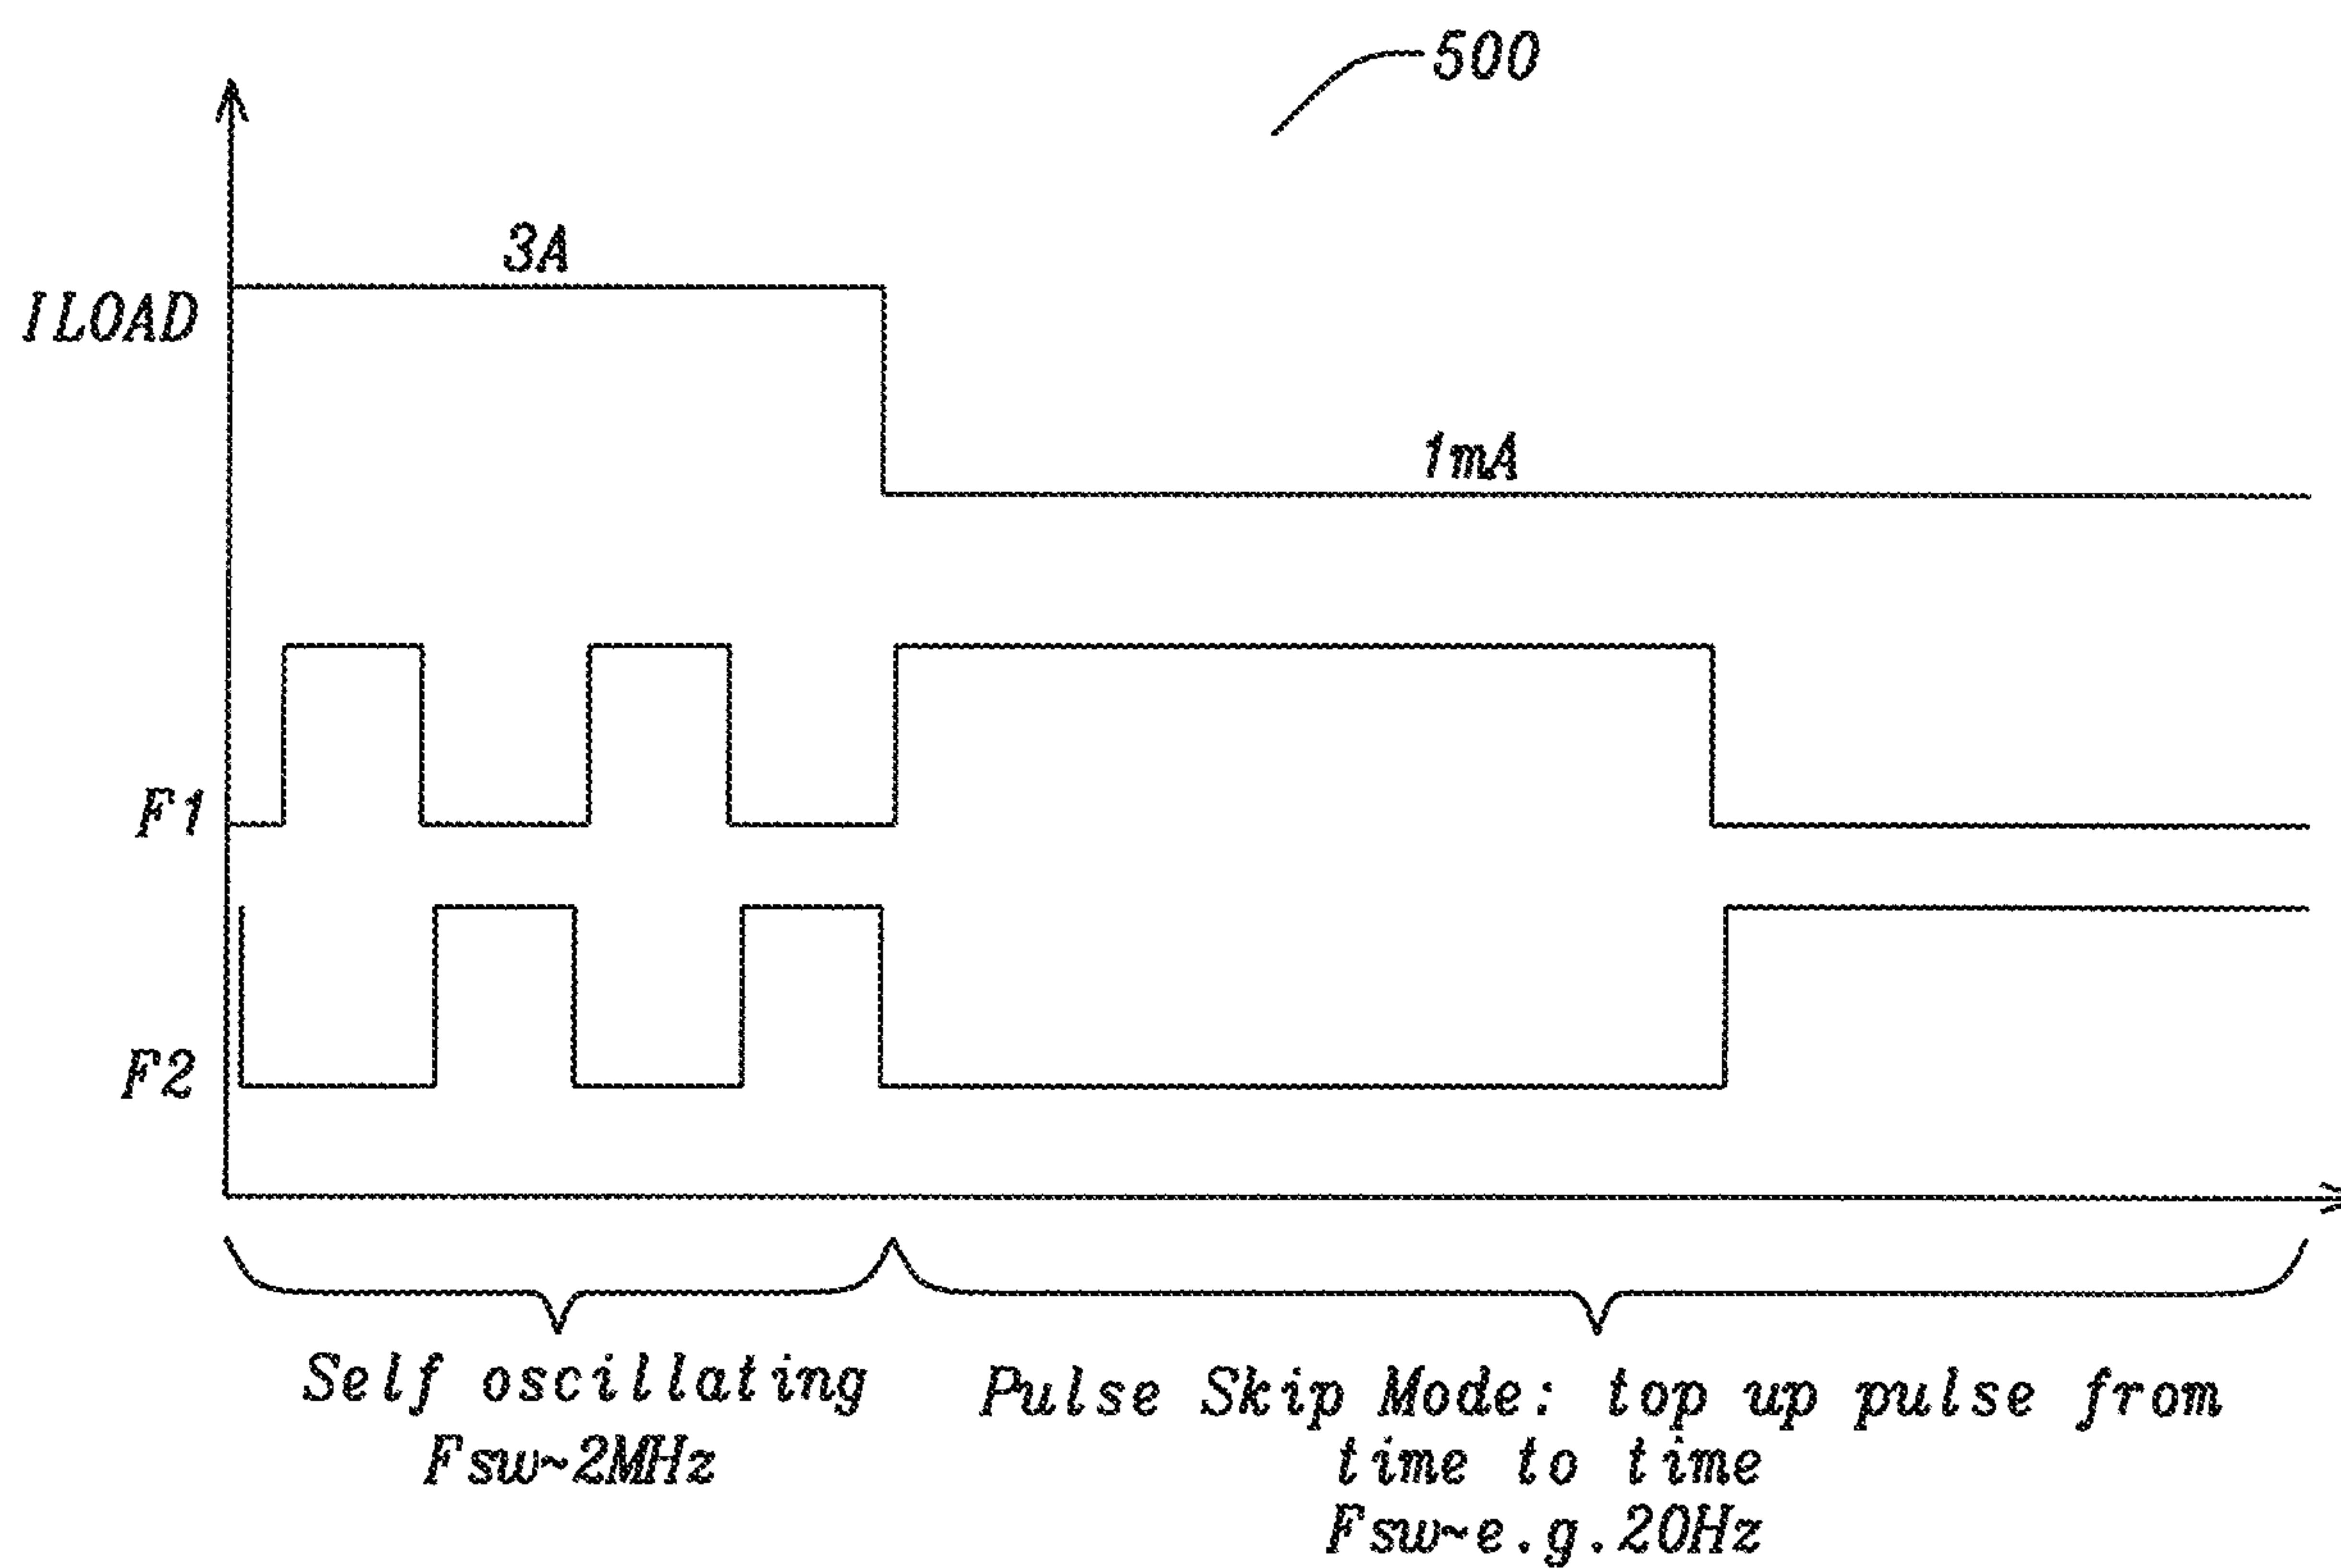 500
3A
ILOAD
1mA
F1
F2
Self oscillating
Fsw~2MHz
Pulse Skip Mode: top up pulse from
time to time
Fsw~e.g.20Hz